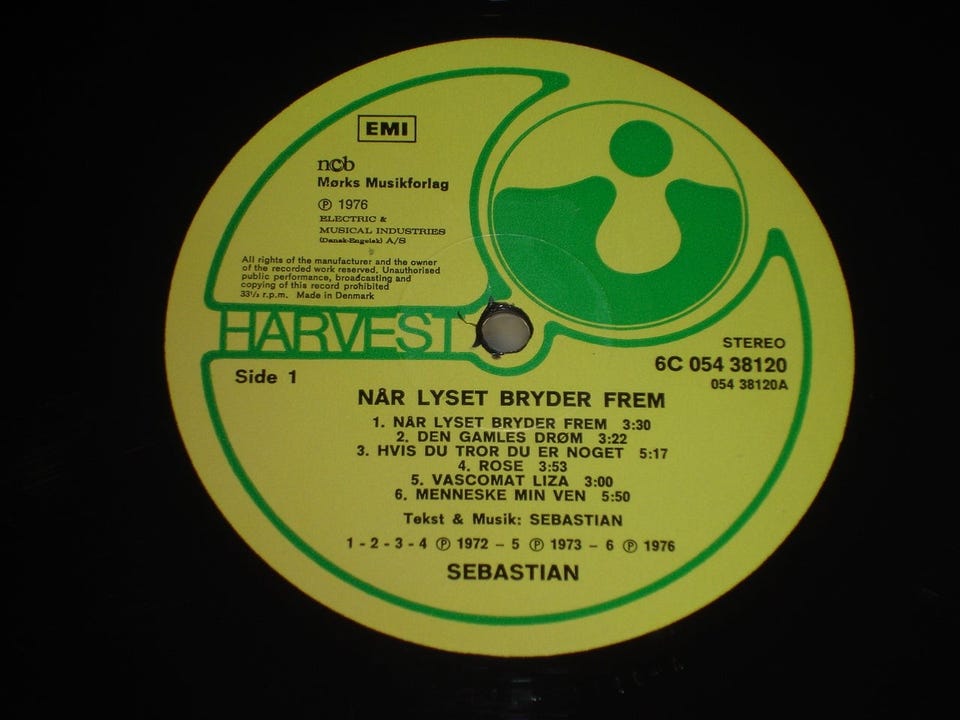 EMI
ncb
Mørks Musikforlag
Ⓟ 1976
ELECTRIC &
MUSICAL INDUSTRIES
(Dansk-Engelsk) A/S
All rights of the manufacturer and the owner
of the recorded work reserved. Unauthorised
public performance, broadcasting and
copying of this record prohibited
33⅓ r.p.m. Made in Denmark
HARVEST
Side 1
STEREO
6C 054 38120
054 38120A
NÅR LYSET BRYDER FREM
1. NÅR LYSET BRYDER FREM 3:30
2. DEN GAMLES DRØM 3:22
3. HVIS DU TROR DU ER NOGET 5:17
4. ROSE 3:53
5. VASCOMAT LIZA 3:00
6. MENNESKE MIN VEN 5:50
Tekst & Musik: SEBASTIAN
1 - 2 - 3 - 4 Ⓟ 1972 – 5 Ⓟ 1973 – 6 Ⓟ 1976
SEBASTIAN